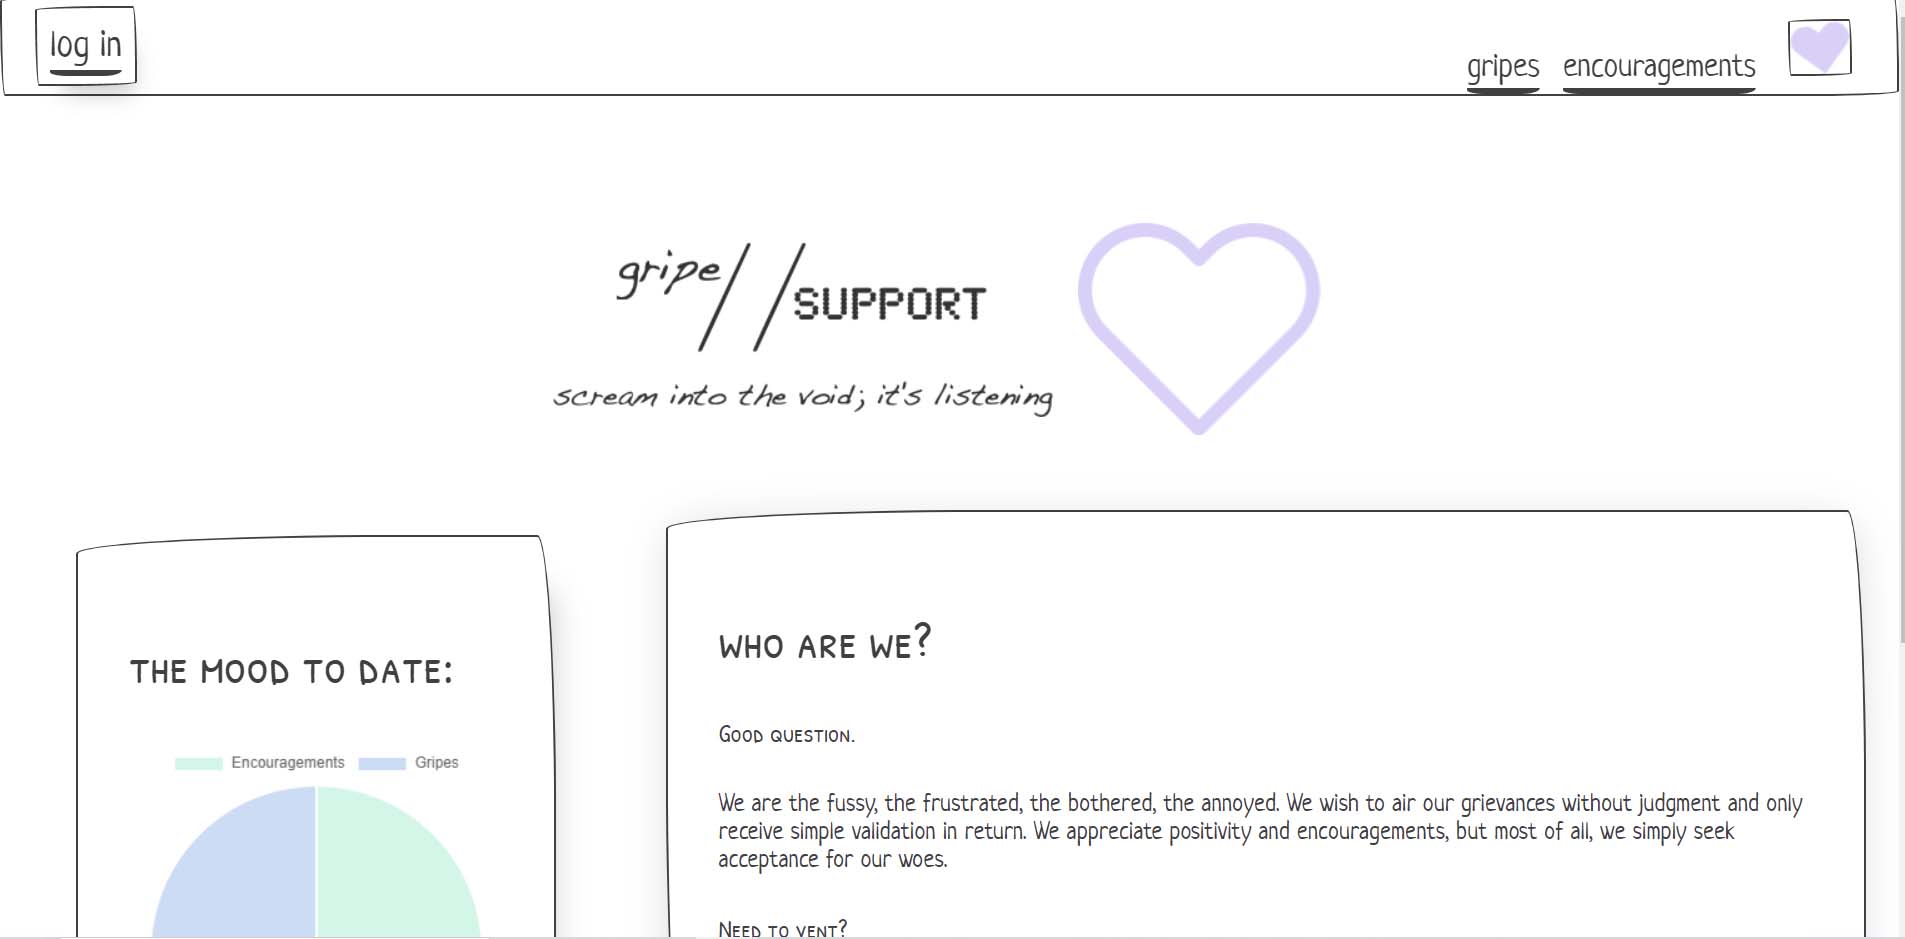 log in
gripes encouragements
gripe//SUPPORT
scream into the void; it's listening
THE MOOD TO DATE:
Encouragements Gripes
WHO ARE WE?
GOOD QUESTION.
We are the fussy, the frustrated, the bothered, the annoyed. We wish to air our grievances without judgment and only
receive simple validation in return. We appreciate positivity and encouragements, but most of all, we simply seek
acceptance for our woes.
NEED TO VENT?